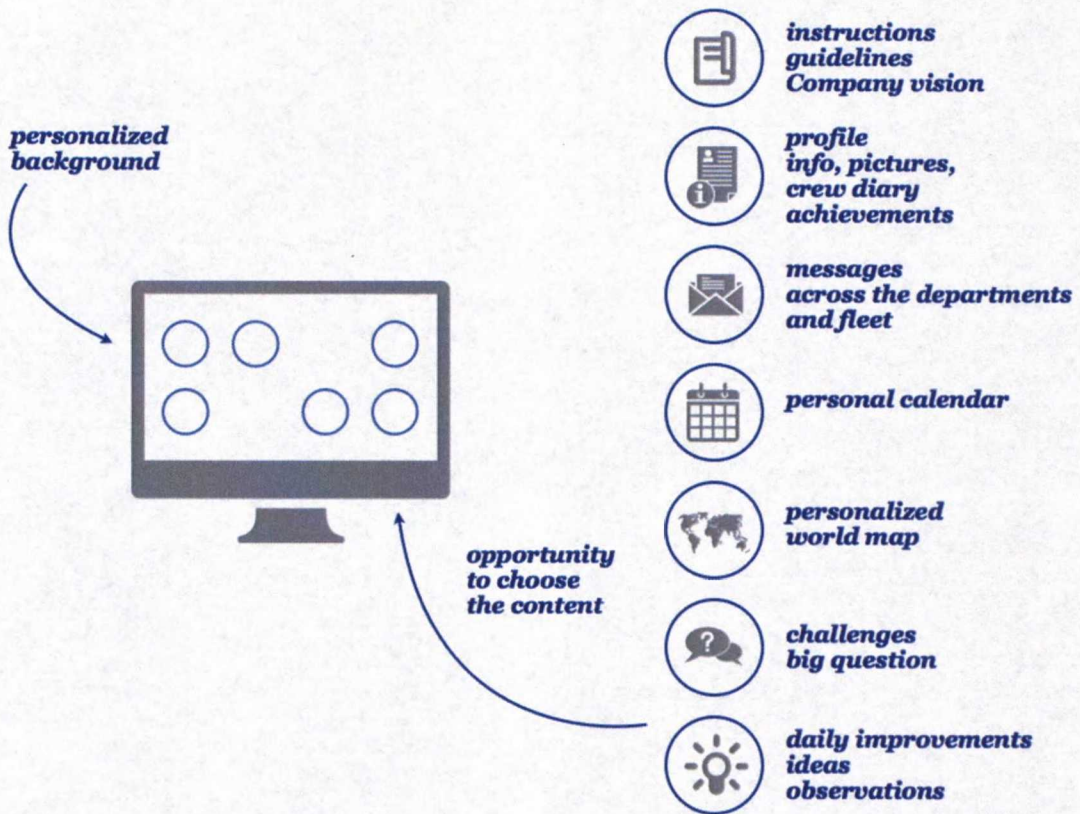 personalized
background
opportunity
to choose
the content
instructions
guidelines
Company vision
profile
info, pictures,
crew diary
achievements
messages
across the departments
and fleet
personal calendar
personalized
world map
challenges
big question
daily improvements
ideas
observations